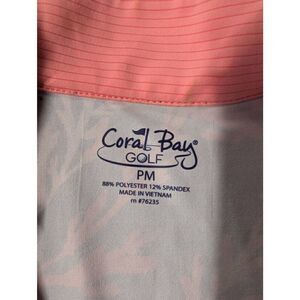 Coral Bay®
GOLF
PM
88% POLYESTER 12% SPANDEX
MADE IN VIETNAM
rn #76235